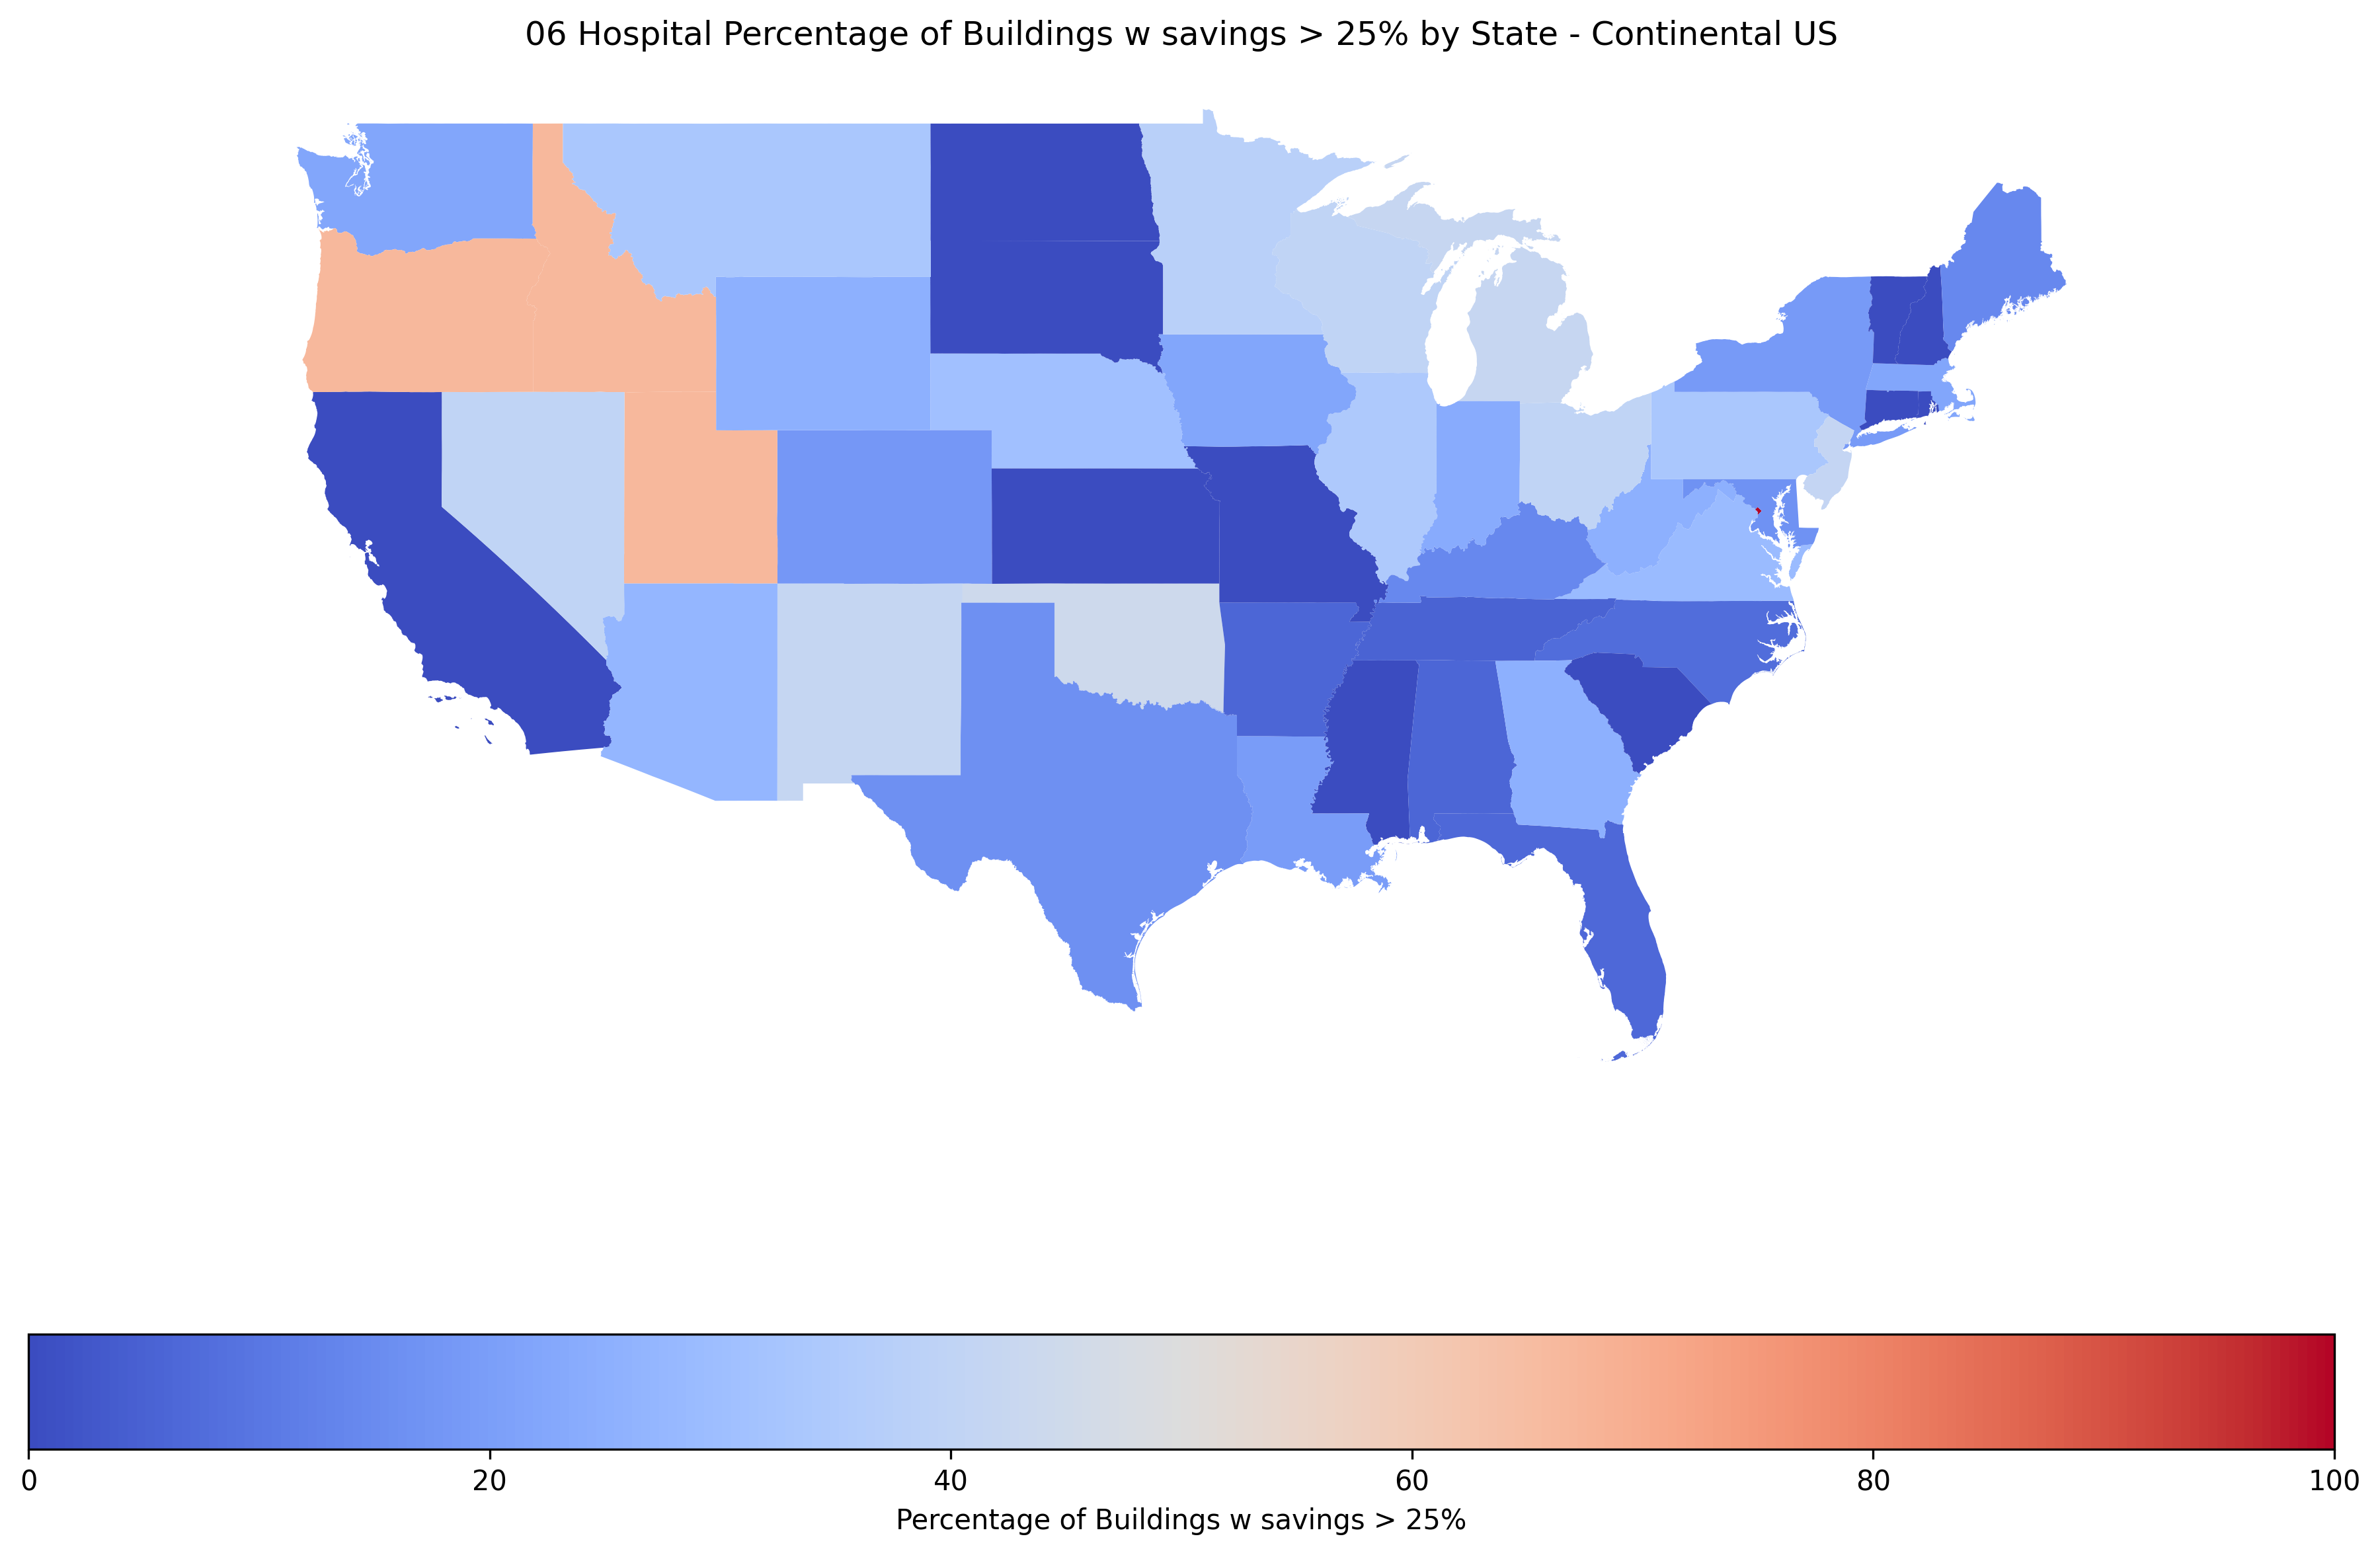 06 Hospital Percentage of Buildings w savings > 25% by State - Continental US
0 20 40 60 80 100
Percentage of Buildings w savings > 25%